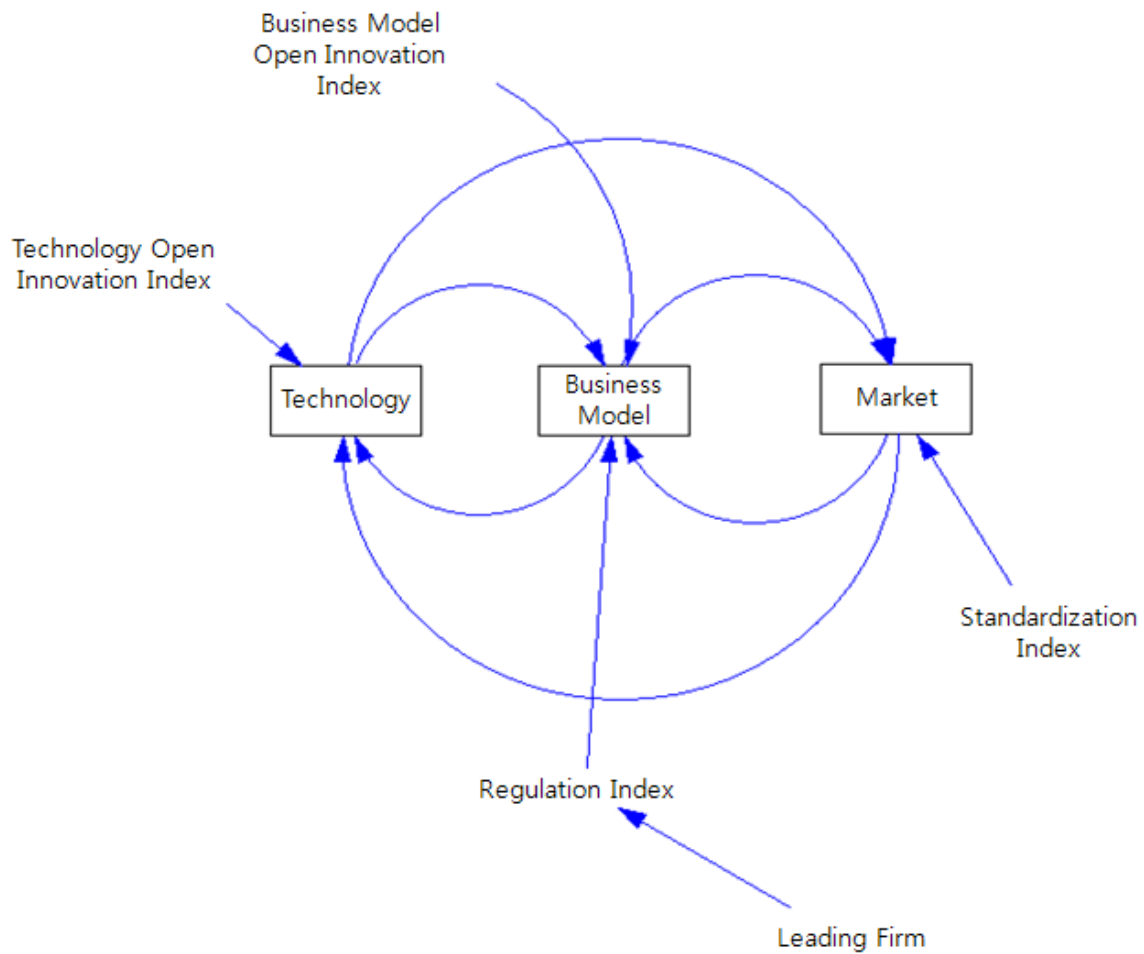 Business Model
Open Innovation
Index
Technology Open
Innovation Index
Technology
Business
Model
Market
Standardization
Index
Regulation Index
Leading Firm